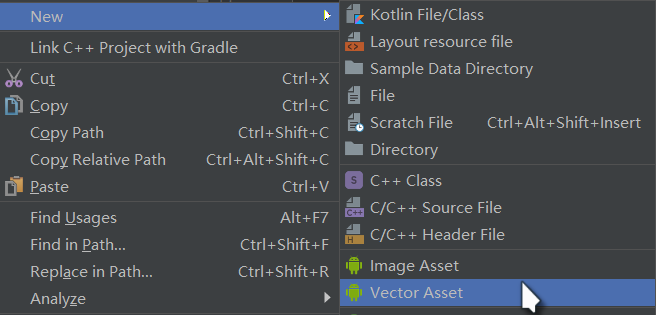 New
Link C++ Project with Gradle
Cut Ctrl+X
Copy Ctrl+C
Copy Path Ctrl+Shift+C
Copy Relative Path Ctrl+Alt+Shift+C
Paste Ctrl+V
Find Usages Alt+F7
Find in Path... Ctrl+Shift+F
Replace in Path... Ctrl+Shift+R
Analyze
Kotlin File/Class
Layout resource file
Sample Data Directory
File
Scratch File Ctrl+Alt+Shift+Insert
Directory
S C++ Class
C++ C/C++ Source File
C++ C/C++ Header File
Image Asset
Vector Asset